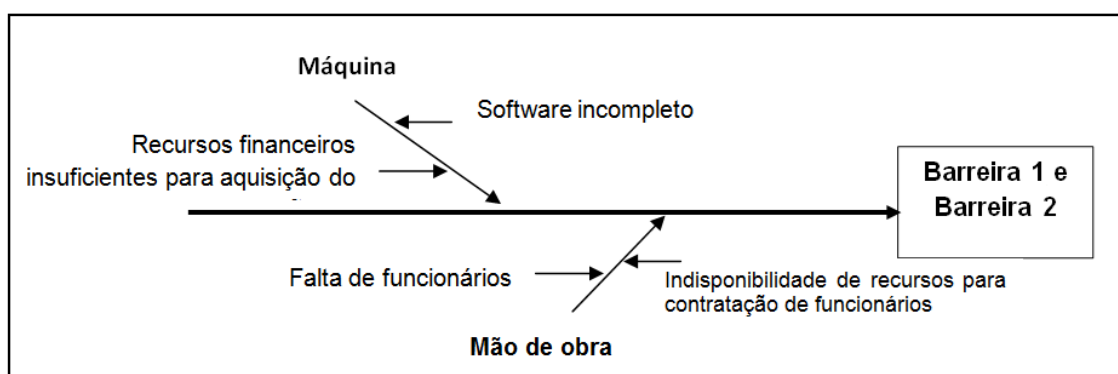 Máquina
Software incompleto
Recursos financeiros
insuficientes para aquisição do
Barreira 1 e
Barreira 2
Falta de funcionários
Indisponibilidade de recursos para
contratação de funcionários
Mão de obra